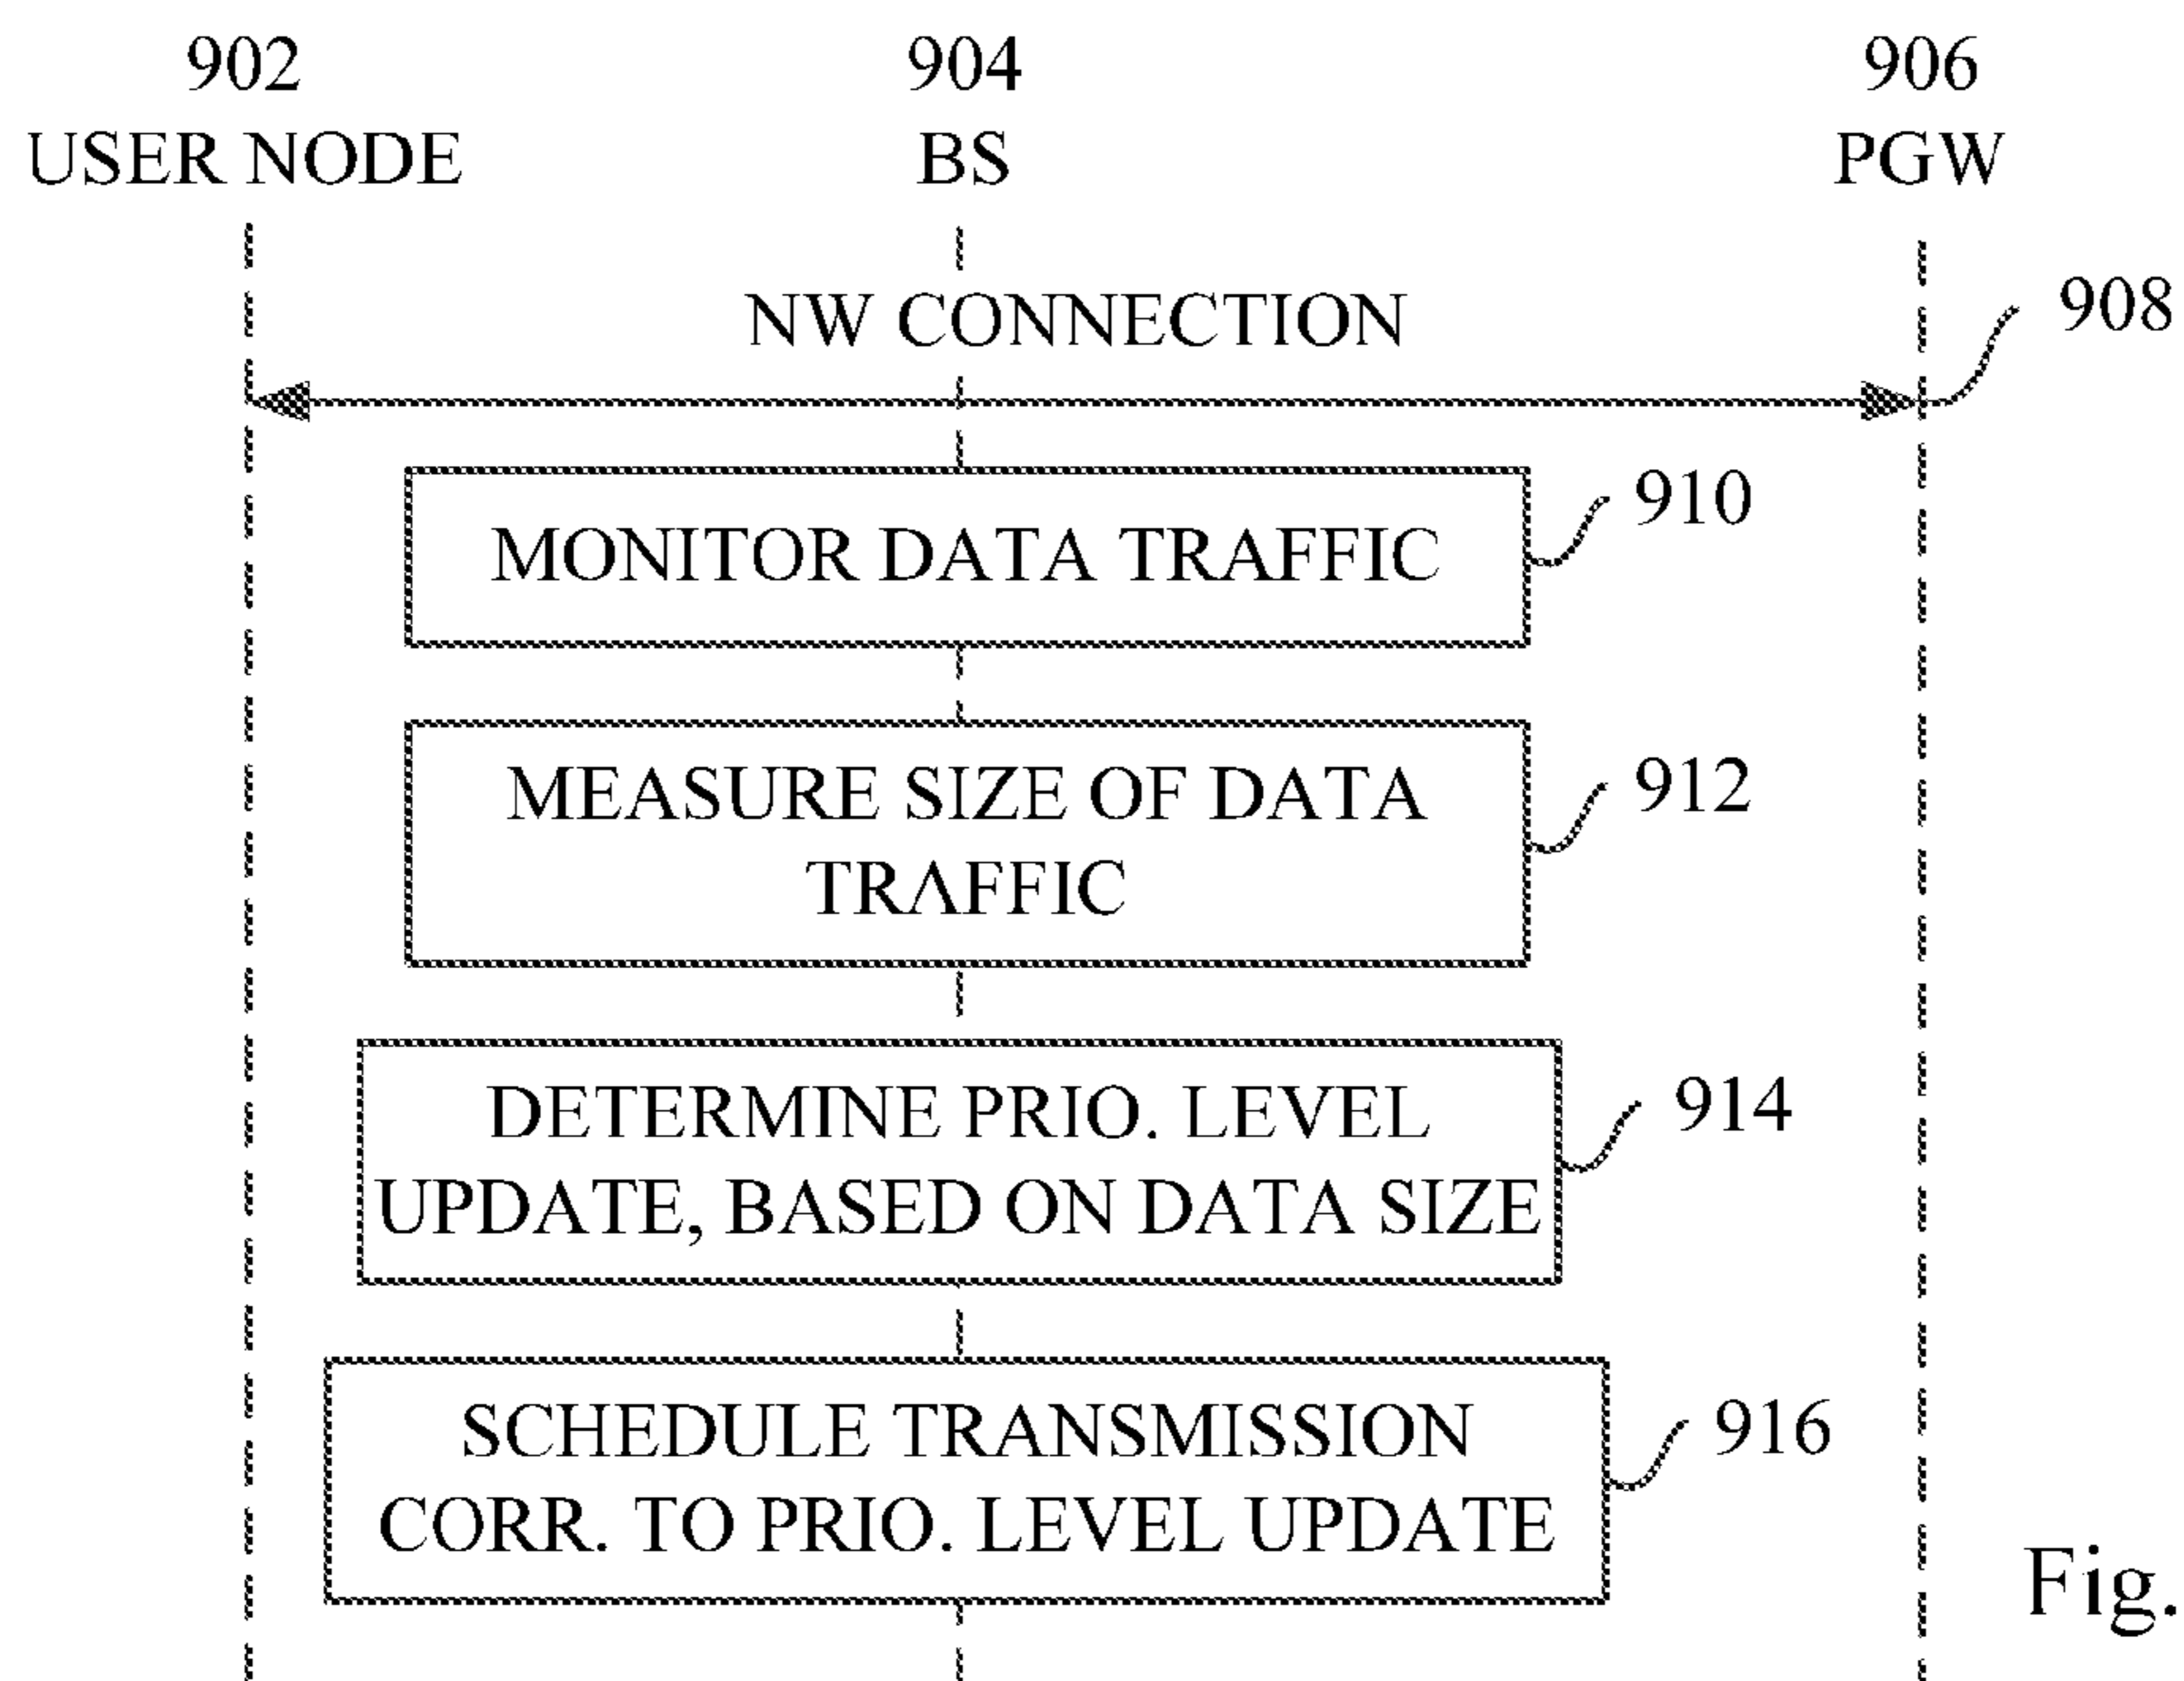 902
USER NODE
904
BS
906
PGW
NW CONNECTION
908
MONITOR DATA TRAFFIC
910
MEASURE SIZE OF DATA
TRAFFIC
912
DETERMINE PRIO. LEVEL
UPDATE, BASED ON DATA SIZE
914
SCHEDULE TRANSMISSION
CORR. TO PRIO. LEVEL UPDATE
916
Fig.